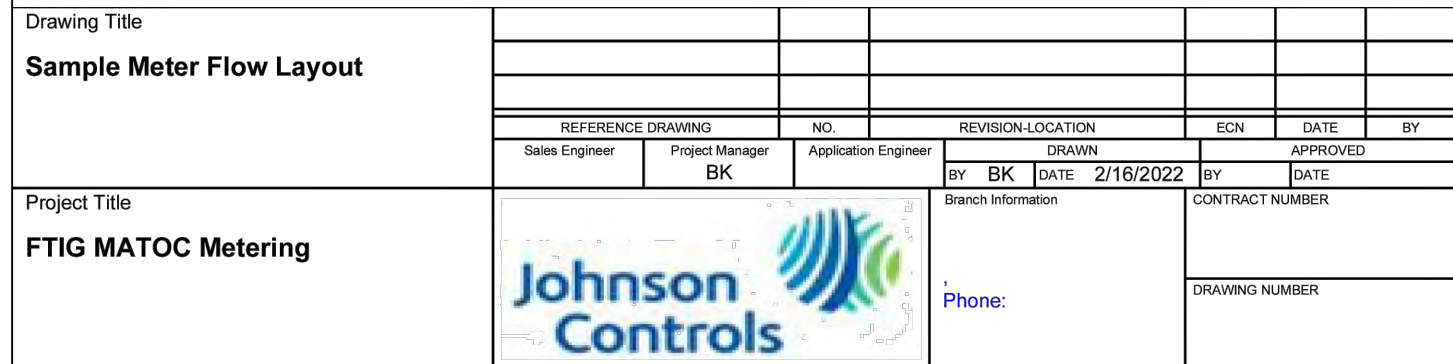 Drawing Title
Sample Meter Flow Layout
REFERENCE DRAWING NO. REVISION-LOCATION ECN DATE BY
Sales Engineer Project Manager Application Engineer DRAWN APPROVED
BK BY BK DATE 2/16/2022 BY DATE
Project Title
FTIG MATOC Metering
Johnson
Controls
Branch Information
,
Phone:
CONTRACT NUMBER
DRAWING NUMBER